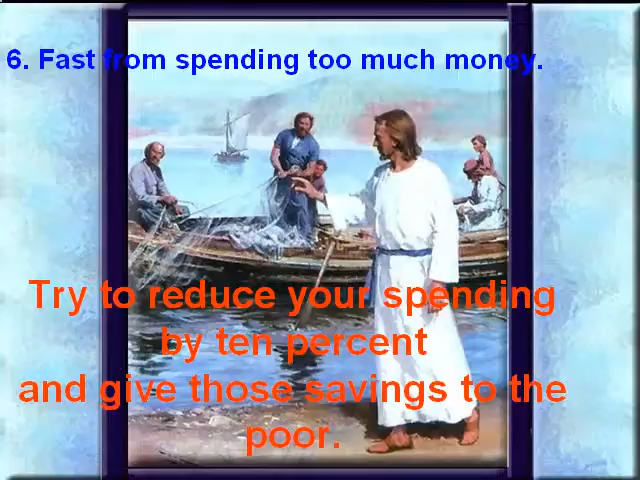 6. Fast from spending too much money.
Try to reduce your spending
by ten percent
and give those savings to the
poor.